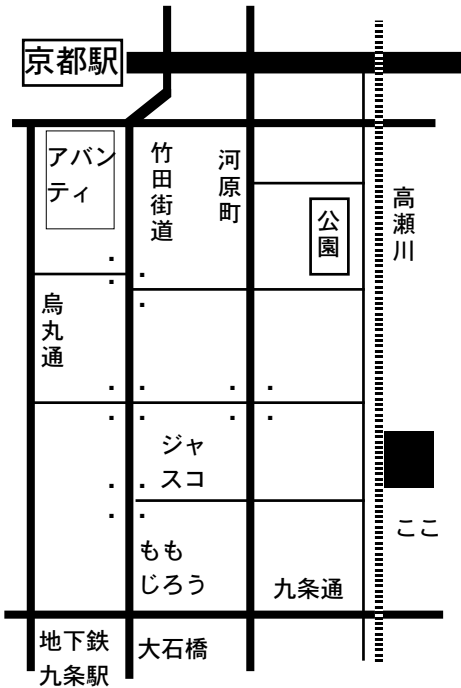 京都駅
アバン
ティ
竹田街道
河原町
公園
高瀬川
烏丸通
ジャ
スコ
ここ
もも
じろう
九条通
地下鉄
九条駅
大石橋